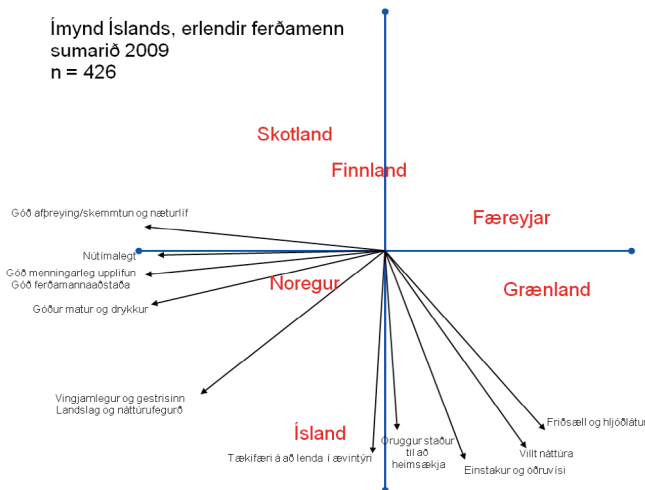 Ímynd Íslands, erlendir ferðamenn
sumarið 2009
n = 426
Skotland
Finnland
Góð afþreying/skemmtun og næturlíf
Færeyjar
Nútímalegt
Góð menningarleg upplifun
Góð ferðamannaaðstaða
Noregur
Grænland
Góður matur og drykkur
Vingjarnlegur og gestrisinn
Landslag og náttúrufegurð
Friðsæll og hljóðlátur
Ísland
Öruggur staður
til að
heimsækja
Tækifæri á að lenda í ævintýri
Villt náttúra
Einstakur og öðruvísi